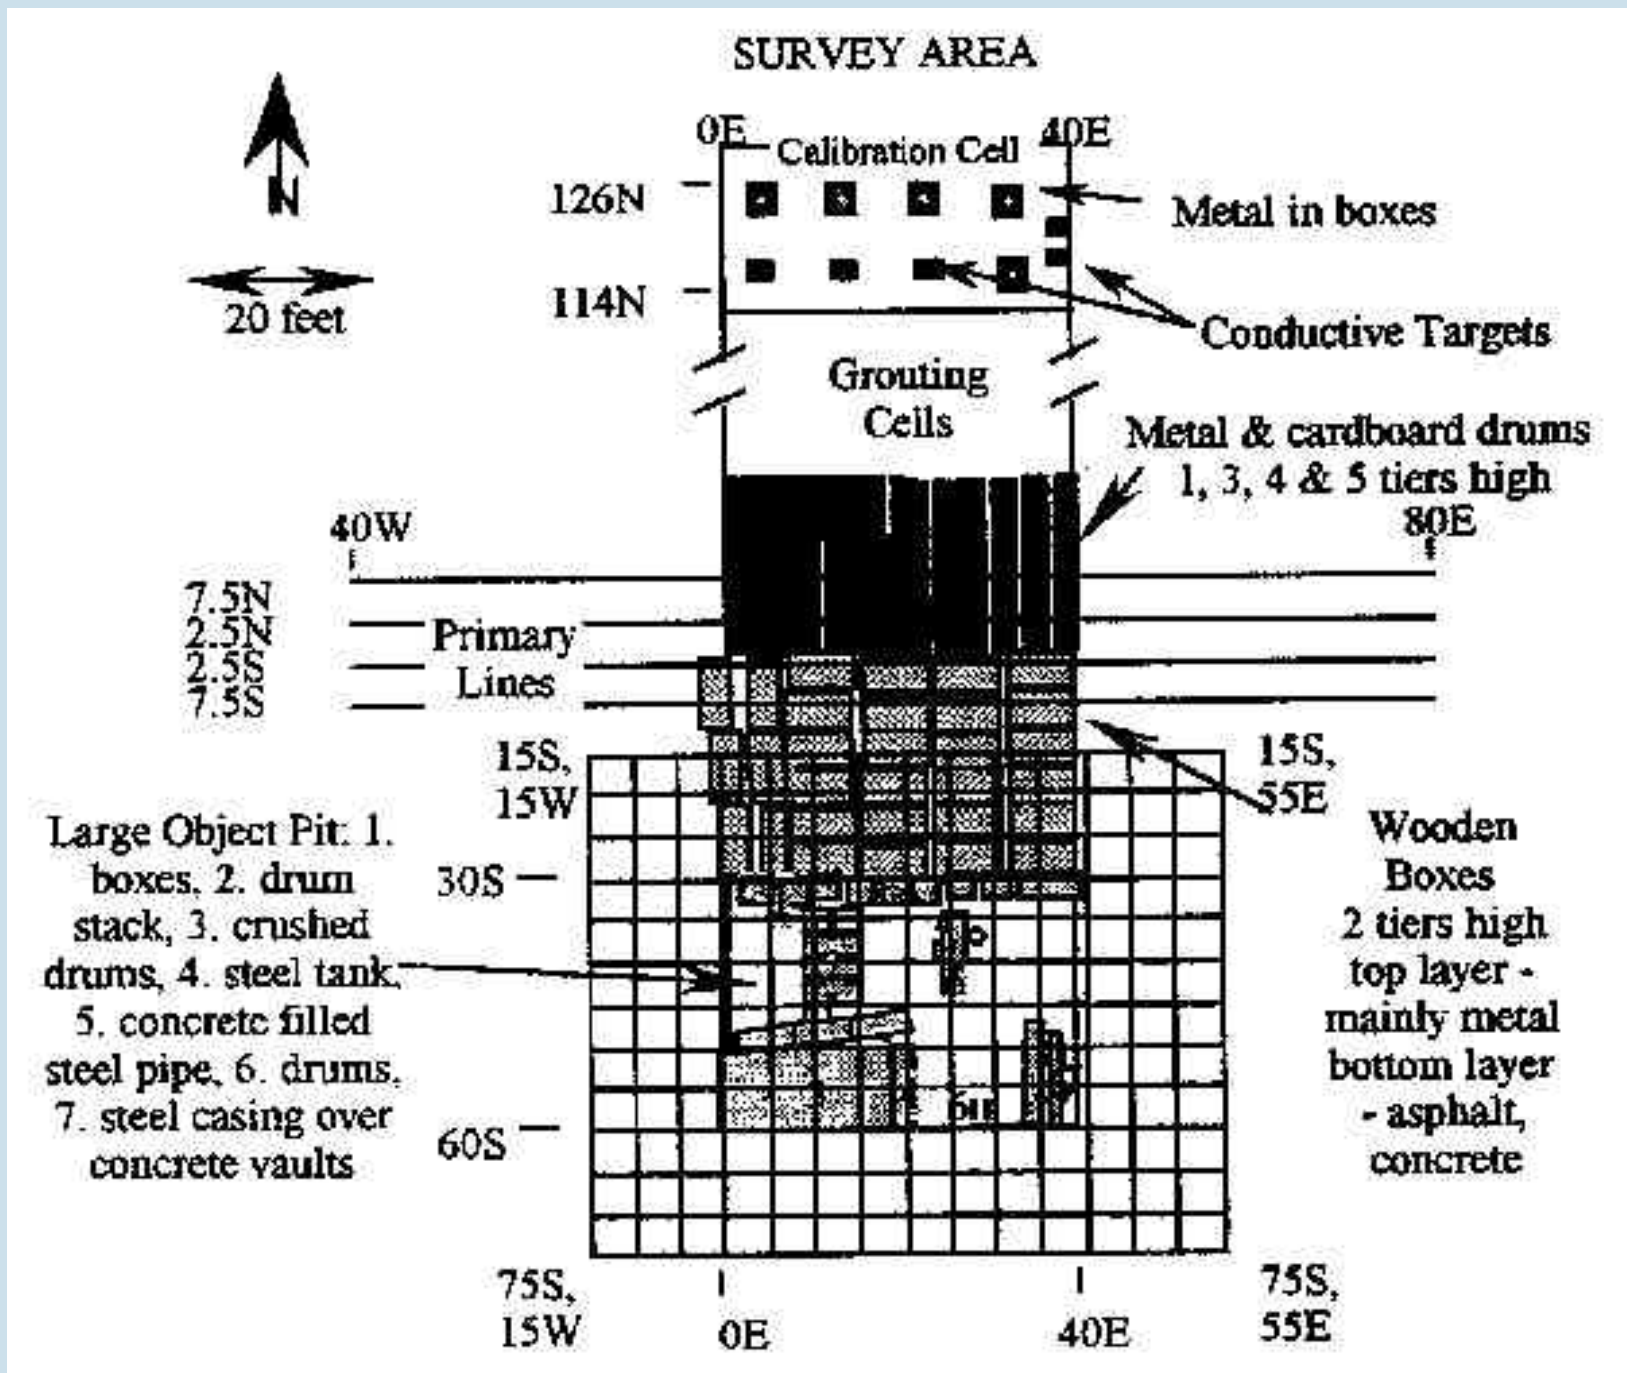 SURVEY AREA
0E
40E
Calibration Cell
N
126N
Metal in boxes
20 feet
114N
Conductive Targets
Grouting
Cells
Metal & cardboard drums
1, 3, 4 & 5 tiers high
40W
80E
7.5N
2.5N
2.5S
7.5S
Primary
Lines
15S,
15W
15S,
55E
Large Object Pit: 1.
boxes, 2. drum
stack, 3. crushed
drums, 4. steel tank,
5. concrete filled
steel pipe, 6. drums,
7. steel casing over
concrete vaults
30S
60S
Wooden
Boxes
2 tiers high
top layer -
mainly metal
bottom layer
- asphalt,
concrete
75S,
15W
0E
40E
75S,
55E